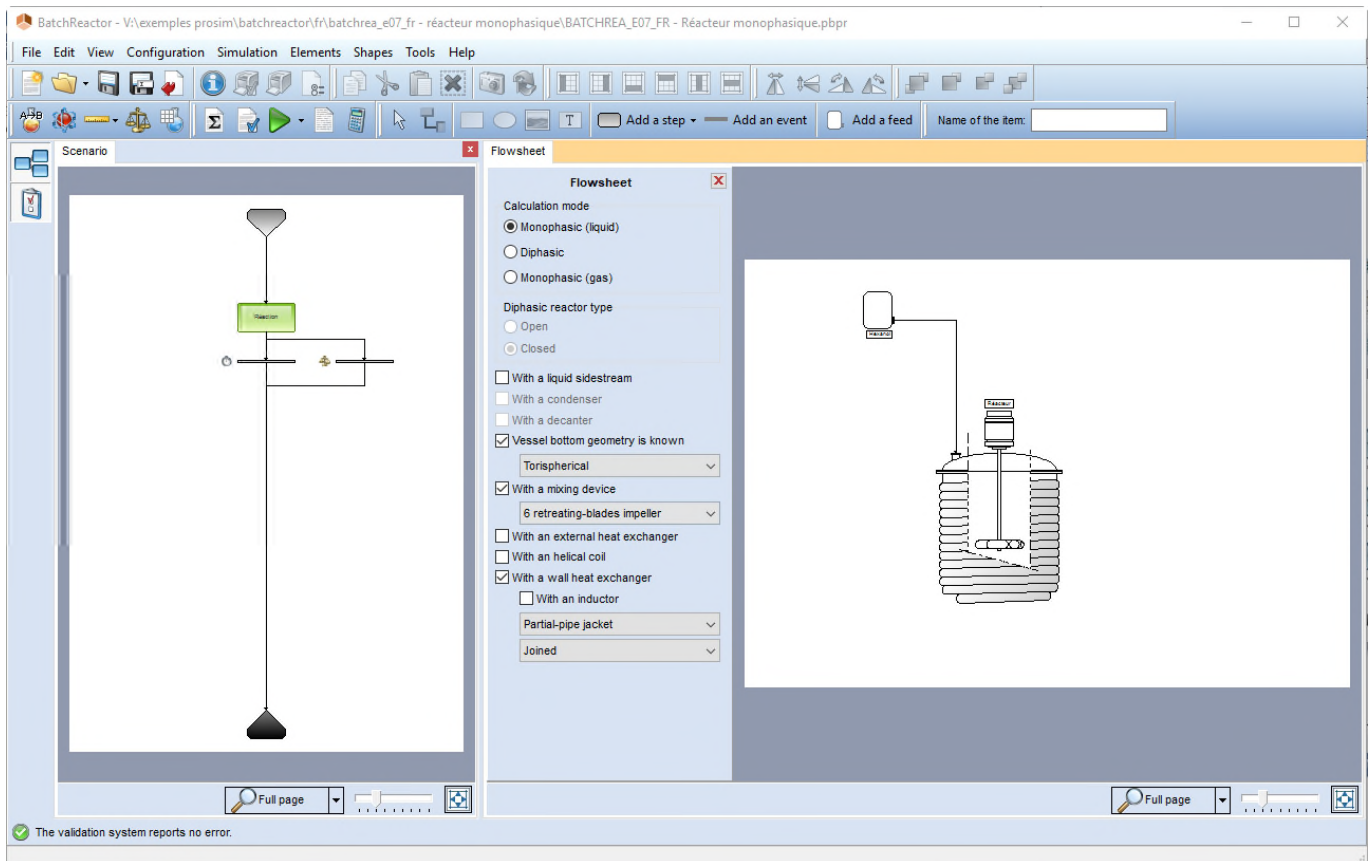 BatchReactor - V:\exemples prosim\batchreactor\fr\batchrea_e07_fr - réacteur monophasique\BATCHREA_E07_FR - Réacteur monophasique.pbpr
File Edit View Configuration Simulation Elements Shapes Tools Help
Add a step Add an event Add a feed Name of the item:
Scenario
Réaction
Full page
Flowsheet
Flowsheet
Calculation mode
Monophasic (liquid)
Diphasic
Monophasic (gas)
Diphasic reactor type
Open
Closed
With a liquid sidestream
With a condenser
With a decanter
Vessel bottom geometry is known
Torispherical
With a mixing device
6 retreating-blades impeller
With an external heat exchanger
With an helical coil
With a wall heat exchanger
With an inductor
Partial-pipe jacket
Joined
Réacteur
Full page
The validation system reports no error.